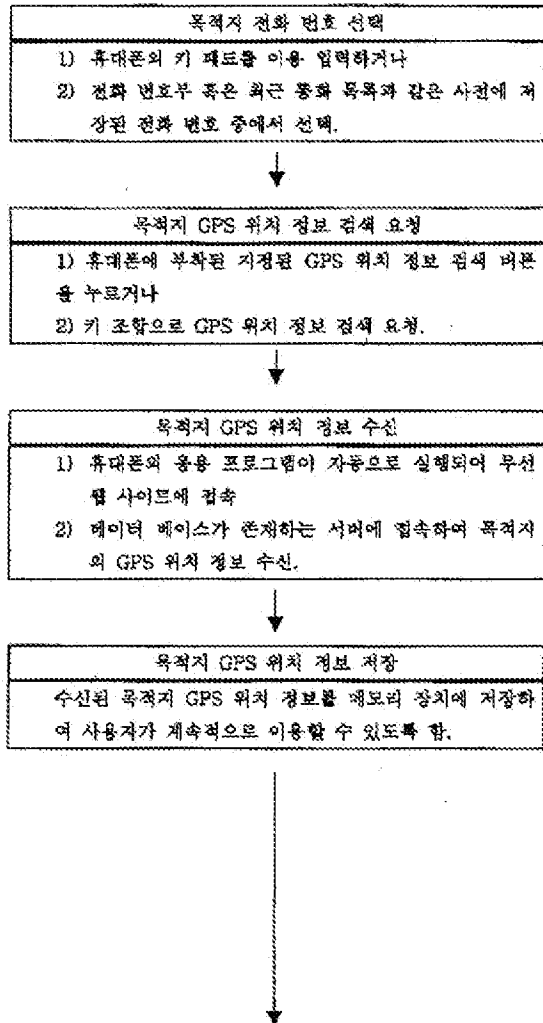 목적지 전화 번호 선택
1) 휴대폰의 키 패드를 이용 입력하거나
2) 전화 번호부 혹은 최근 통화 목록과 같은 사전에 저
장된 전화 번호 중에서 선택.
목적지 GPS 위치 정보 검색 요청
1) 휴대폰에 부착된 지정된 GPS 위치 정보 검색 버튼
을 누르거나
2) 키 조합으로 GPS 위치 정보 검색 요청.
목적지 GPS 위치 정보 수신
1) 휴대폰의 응용 프로그램이 자동으로 실행되어 무선
웹 사이트에 접속
2) 데이터 베이스가 존재하는 서버에 접속하여 목적지
의 GPS 위치 정보 수신.
목적지 GPS 위치 정보 저장
수신된 목적지 GPS 위치 정보를 메모리 장치에 저장하
여 사용자가 계속적으로 이용할 수 있도록 함.